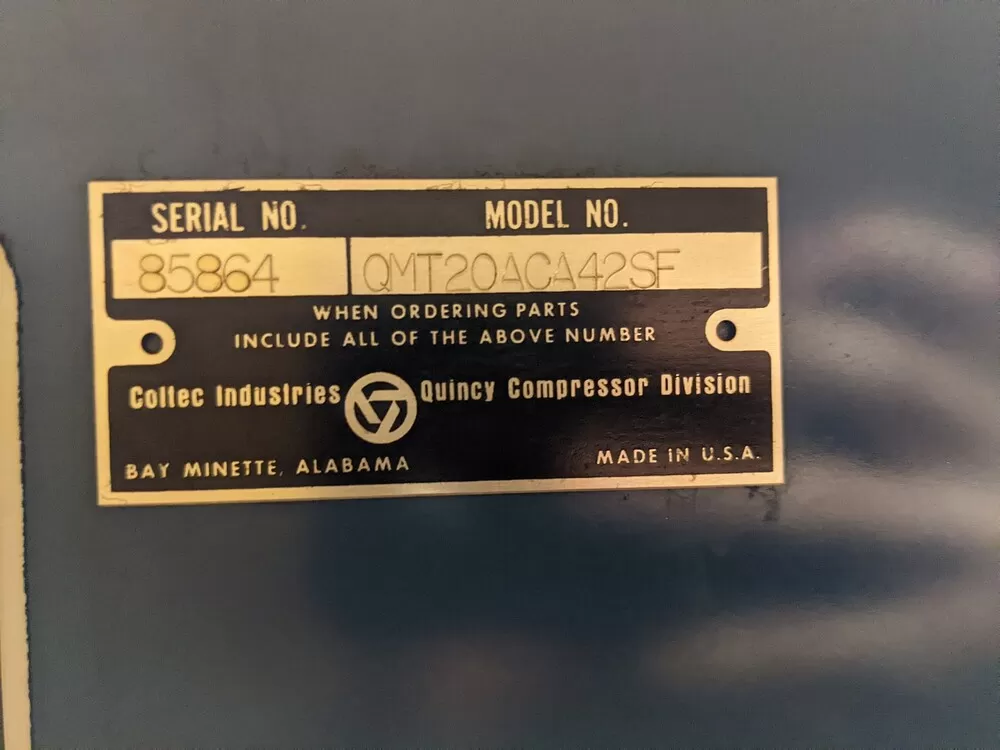 SERIAL NO. MODEL NO.
85864 QMT20ACA42SF
WHEN ORDERING PARTS
INCLUDE ALL OF THE ABOVE NUMBER
Coltec Industries Quincy Compressor Division
BAY MINETTE, ALABAMA MADE IN U.S.A.